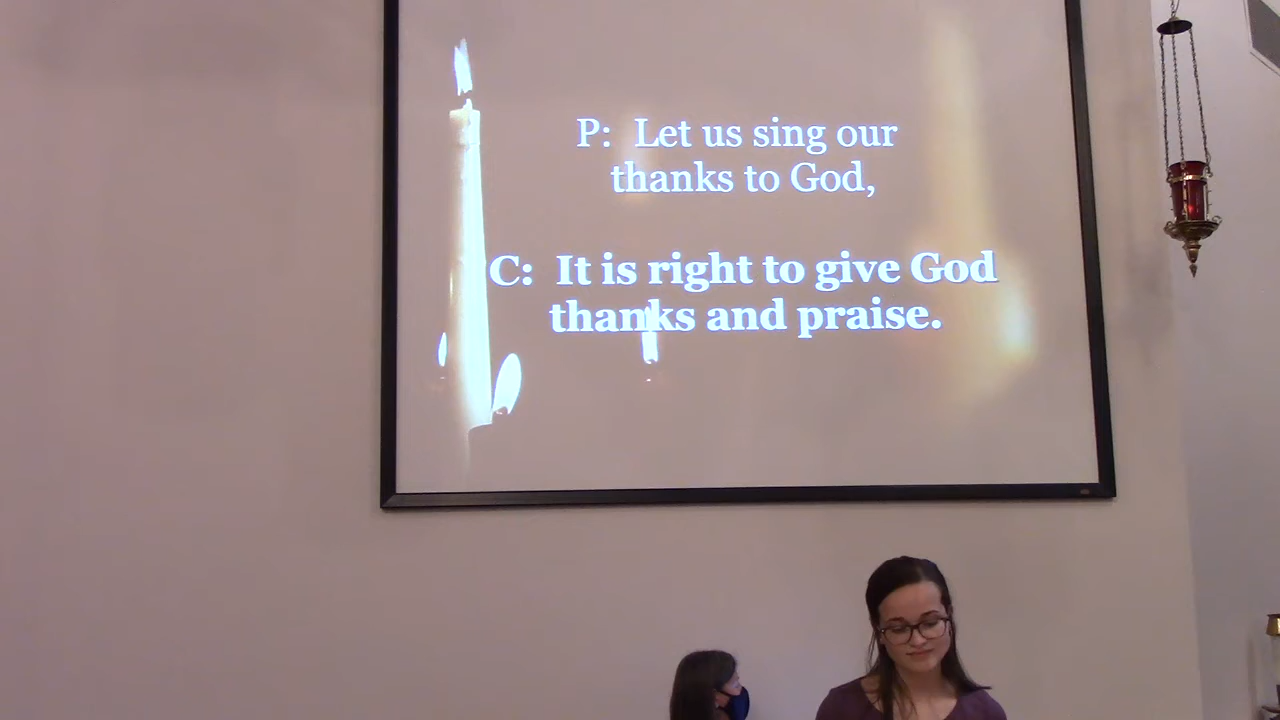 P: Let us sing our
thanks to God,
C: It is right to give God
thanks and praise.